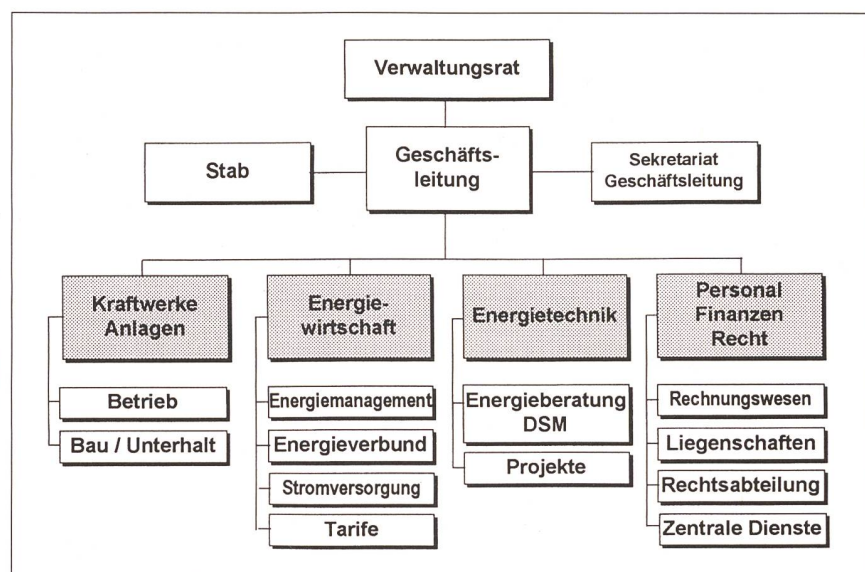 Verwaltungsrat
Stab
Geschäfts-
leitung
Sekretariat
Geschäftsleitung
Kraftwerke
Anlagen
Betrieb
Bau / Unterhalt
Energie-
wirtschaft
Energiemanagement
Energieverbund
Stromversorgung
Tarife
Energietechnik
Energieberatung
DSM
Projekte
Personal
Finanzen
Recht
Rechnungswesen
Liegenschaften
Rechtsabteilung
Zentrale Dienste